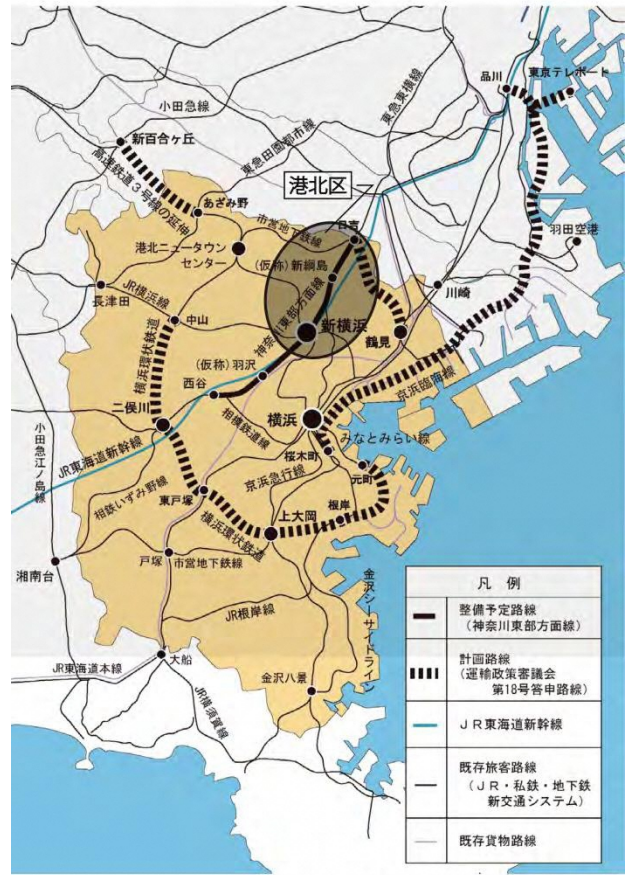 品川
東京テレポート
小田急線
東急東横線
新百合ヶ丘
東急田園都市線
高速鉄道3号線の延伸
港北区
あざみ野
市営地下鉄線
日吉
羽田空港
港北ニュータウン
センター
(仮称)新綱島
川崎
JR横浜線
長津田
中山
神奈川東部方面線
新横浜
鶴見
横浜環状鉄道
(仮称)羽沢
西谷
京浜臨海線
二俣川
相模鉄道線
横浜
みなとみらい線
小田急江ノ島線
JR東海道新幹線
桜木町
元町
京浜急行線
相鉄いずみ野線
東戸塚
根岸
上大岡
横浜環状鉄道
戸塚
市営地下鉄線
湘南台
金沢シーサイドライン
JR根岸線
JR東海道本線
大船
金沢八景
JR横須賀線
凡 例
整備予定路線
(神奈川東部方面線)
計画路線
(運輸政策審議会
第18号答申路線)
JR東海道新幹線
既存旅客路線
(JR・私鉄・地下鉄
新交通システム)
既存貨物路線